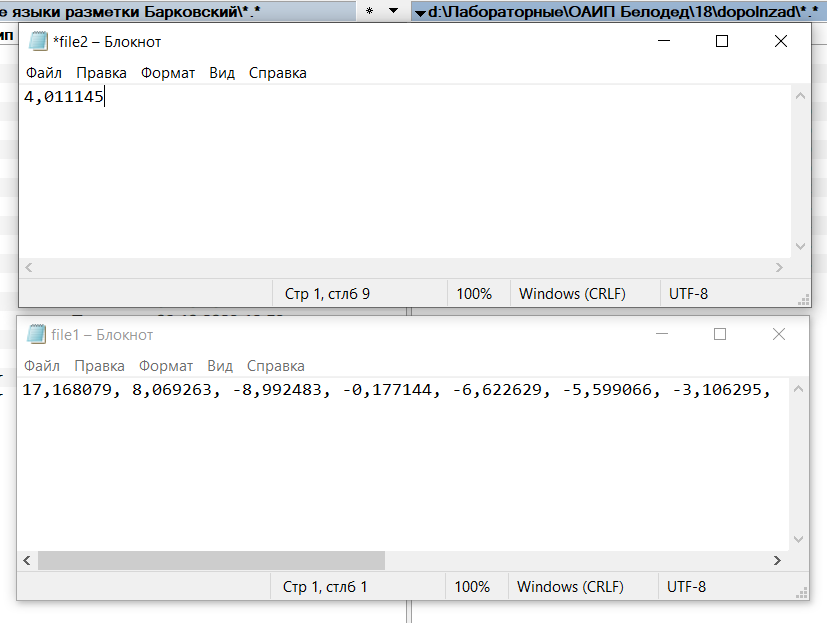 е языки разметки Барковский\*.* * d:\Лабораторные\ОАИП Белодед\18\dopolnzad\*.*
*file2 – Блокнот
Файл Правка Формат Вид Справка
4,011145
Стр 1, стлб 9 100% Windows (CRLF) UTF-8
file1 – Блокнот
Файл Правка Формат Вид Справка
17,168079, 8,069263, -8,992483, -0,177144, -6,622629, -5,599066, -3,106295,
Стр 1, стлб 1 100% Windows (CRLF) UTF-8